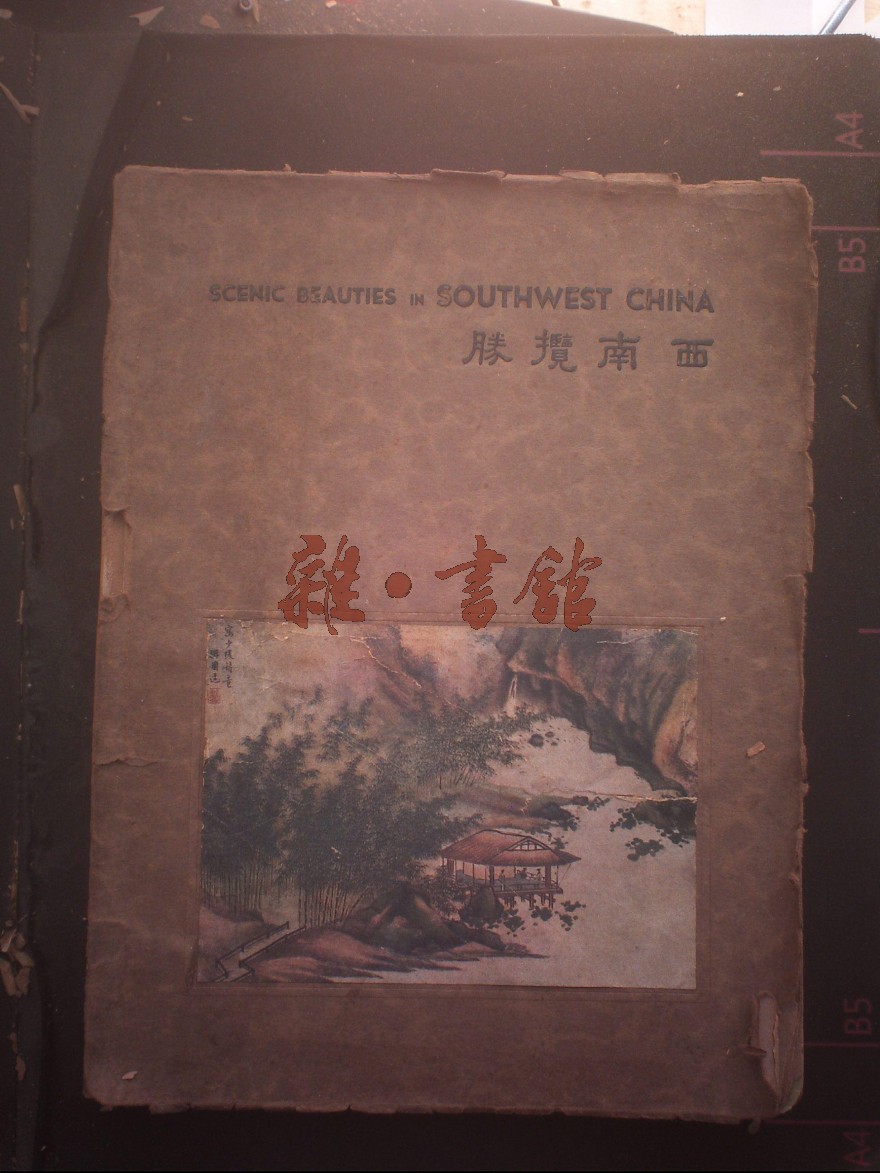 SCENIC BEAUTIES IN SOUTHWEST CHINA
西南攬勝
雜·書館
A4
B5
B5
A4